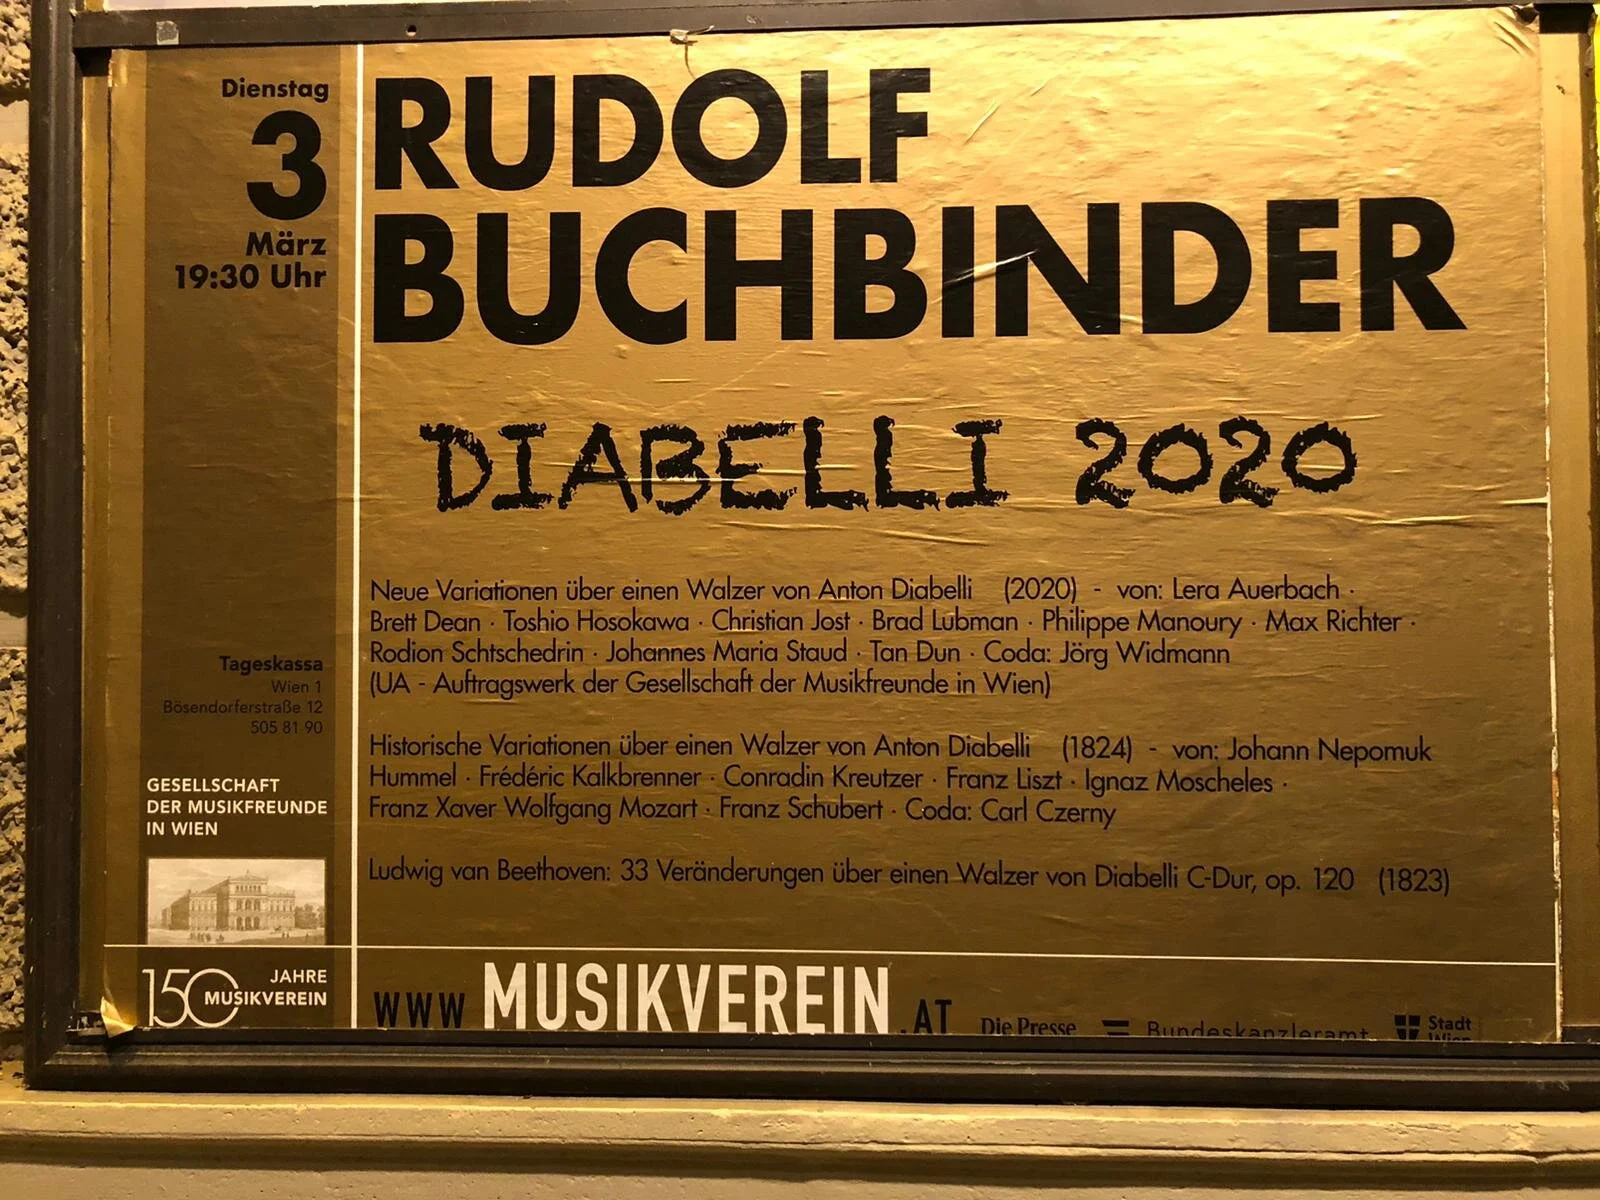 Dienstag
3
März
19:30 Uhr
RUDOLF
BUCHBINDER
DIABELLI 2020
Neue Variationen über einen Walzer von Anton Diabelli (2020) - von: Lera Auerbach ·
Brett Dean · Toshio Hosokawa · Christian Jost · Brad Lubman · Philippe Manoury · Max Richter ·
Rodion Schtschedrin · Johannes Maria Staud · Tan Dun · Coda: Jörg Widmann
(UA - Auftragswerk der Gesellschaft der Musikfreunde in Wien)
Historische Variationen über einen Walzer von Anton Diabelli (1824) - von: Johann Nepomuk
Hummel · Frédéric Kalkbrenner · Conradin Kreutzer · Franz Liszt · Ignaz Moscheles ·
Franz Xaver Wolfgang Mozart · Franz Schubert · Coda: Carl Czerny
Ludwig van Beethoven: 33 Veränderungen über einen Walzer von Diabelli C-Dur, op. 120 (1823)
Tageskassa
Wien 1
Bösendorferstraße 12
505 81 90
GESELLSCHAFT
DER MUSIKFREUNDE
IN WIEN
150 JAHRE
MUSIKVEREIN
WWW MUSIKVEREIN.AT
Die Presse
Bundeskanzleramt
Stadt
Wien